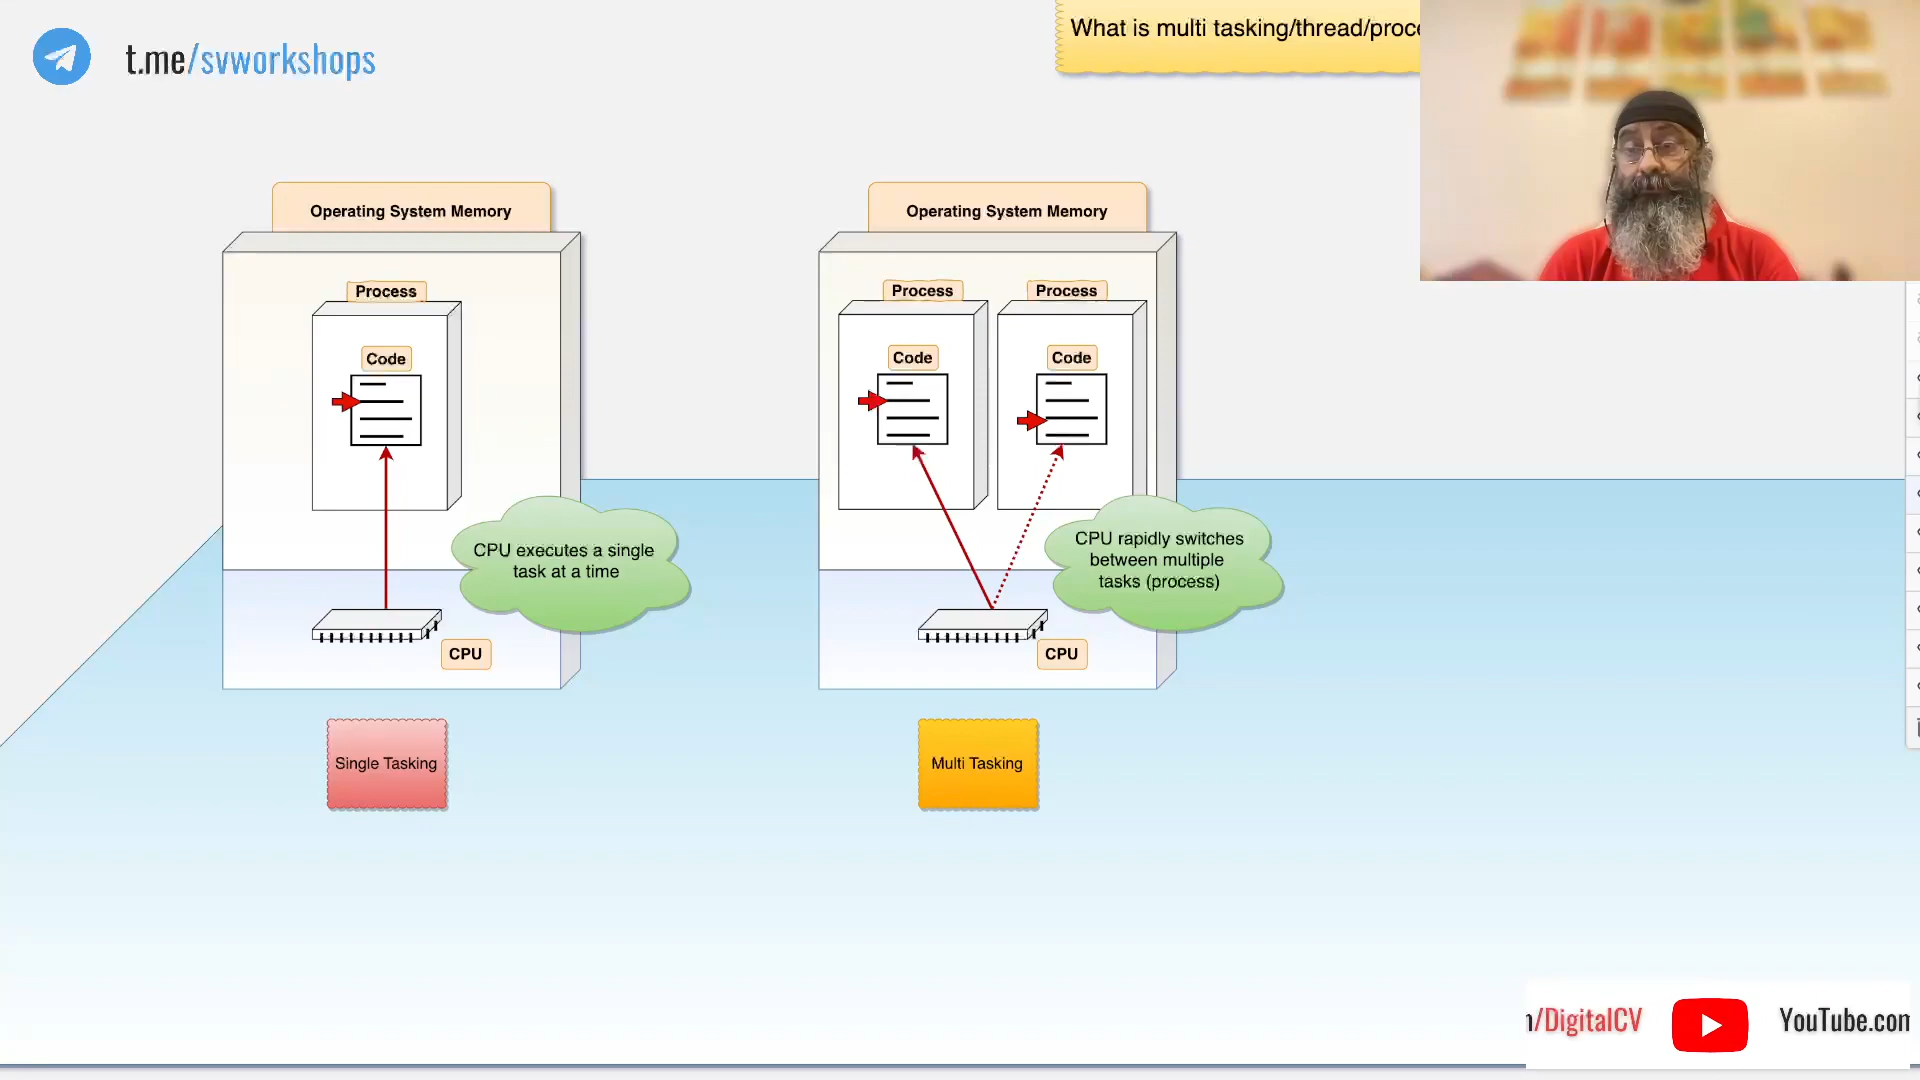 t.me/svworkshops
What is multi tasking/thread/proce
Operating System Memory
Process
Code
CPU executes a single
task at a time
CPU
Single Tasking
Operating System Memory
Process
Process
Code
Code
CPU rapidly switches
between multiple
tasks (process)
CPU
Multi Tasking
/DigitalCV
YouTube.com